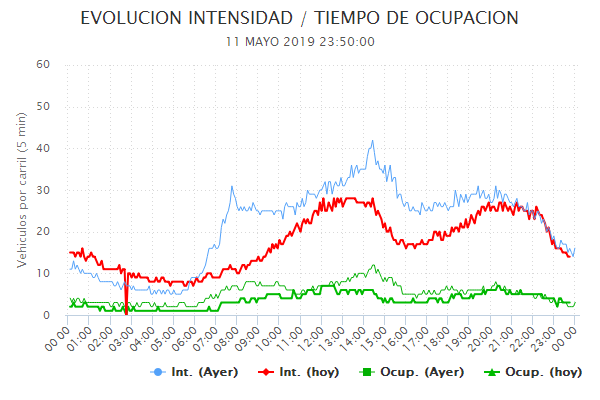 EVOLUCION INTENSIDAD / TIEMPO DE OCUPACION
11 MAYO 2019 23:50:00
Vehiculos por carril (5 min)
60
50
40
30
20
10
0
00:00 01:00 02:00 03:00 04:00 05:00 06:00 07:00 08:00 09:00 10:00 11:00 12:00 13:00 14:00 15:00 16:00 17:00 18:00 19:00 20:00 21:00 22:00 23:00 00:00
Int. (Ayer) Int. (hoy) Ocup. (Ayer) Ocup. (hoy)